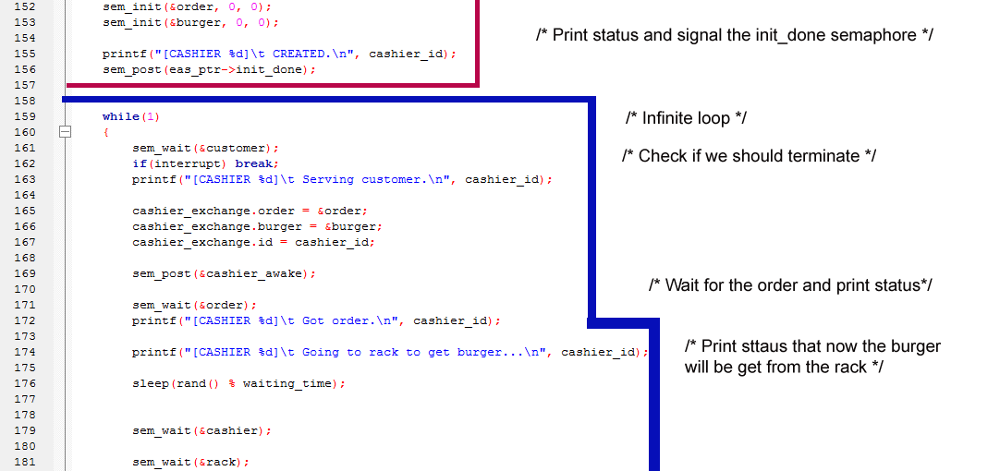 152 sem_init(&order, 0, 0);
153 sem_init(&burger, 0, 0);
154 /* Print status and signal the init_done semaphore */
155 printf("[CASHIER %d]\t CREATED.\n", cashier_id);
156 sem_post(eas_ptr->init_done);
157
158
159 while(1) /* Infinite loop */
160 {
161 sem_wait(&customer); /* Check if we should terminate */
162 if(interrupt) break;
163 printf("[CASHIER %d]\t Serving customer.\n", cashier_id);
164
165 cashier_exchange.order = &order;
166 cashier_exchange.burger = &burger;
167 cashier_exchange.id = cashier_id;
168
169 sem_post(&cashier_awake);
170 /* Wait for the order and print status*/
171 sem_wait(&order);
172 printf("[CASHIER %d]\t Got order.\n", cashier_id);
173
174 printf("[CASHIER %d]\t Going to rack to get burger...\n", cashier_id); /* Print sttaus that now the burger
175 will be get from the rack */
176 sleep(rand() % waiting_time);
177
178
179 sem_wait(&cashier);
180
181 sem_wait(&rack);